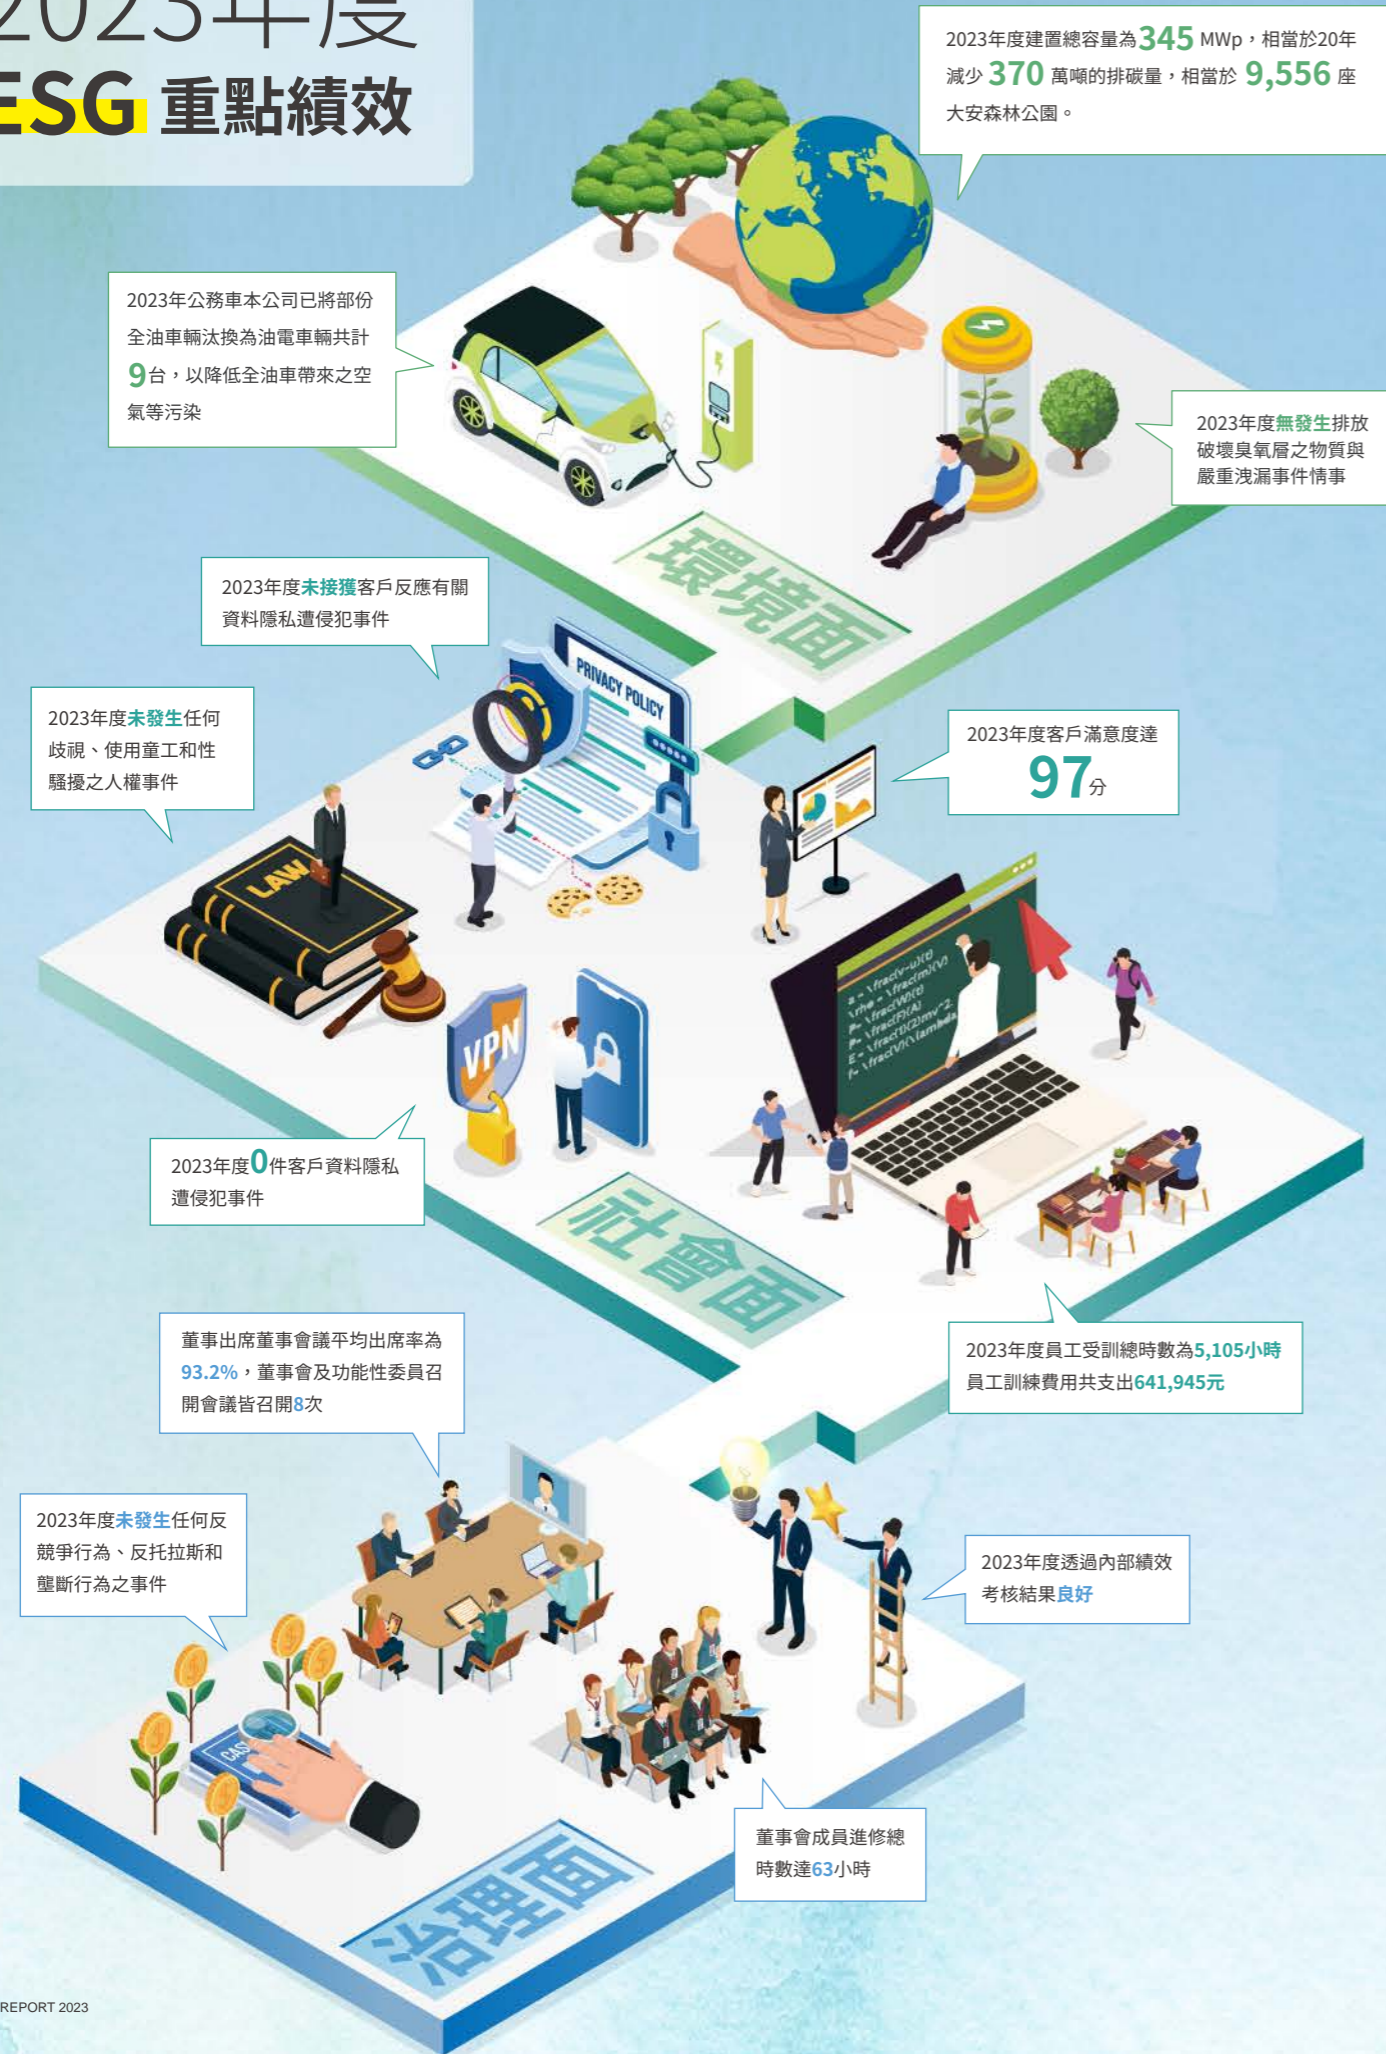 2023年度
ESG 重點績效
2023年度建置總容量為345 MWp，相當於20年
減少 370 萬噸的排碳量，相當於 9,556 座
大安森林公園。
2023年公務車本公司已將部份
全油車輛汰換為油電車輛共計
9台，以降低全油車帶來之空
氣等污染
2023年度無發生排放
破壞臭氧層之物質與
嚴重洩漏事件情事
環境面
2023年度未接獲客戶反應有關
資料隱私遭侵犯事件
PRIVACY POLICY
2023年度未發生任何
歧視、使用童工和性
騷擾之人權事件
2023年度客戶滿意度達
97分
LAW
a = \frac{v-u}{t}
\rho = \frac{m}{V}
P= \frac{W}{t}
P= \frac{F}{A}
E = \frac{1}{2}mv^2
f= \frac{V}{\lambda
VPN
2023年度0件客戶資料隱私
遭侵犯事件
社會面
董事出席董事會議平均出席率為
93.2%，董事會及功能性委員召
開會議皆召開8次
2023年度員工受訓總時數為5,105小時
員工訓練費用共支出641,945元
2023年度未發生任何反
競爭行為、反托拉斯和
壟斷行為之事件
2023年度透過內部績效
考核結果良好
CAS
董事會成員進修總
時數達63小時
治理面
REPORT 2023